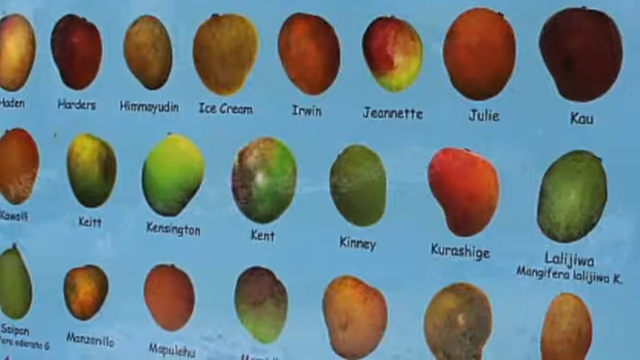 Haden
Harders
Himmayudin
Ice Cream
Irwin
Jeannette
Julie
Kau
Keitt
Kensington
Kent
Kinney
Kurashige
Lalijiwa
Mangifera lalijiwa K.
Saipan
Manzanillo
Mapulehu